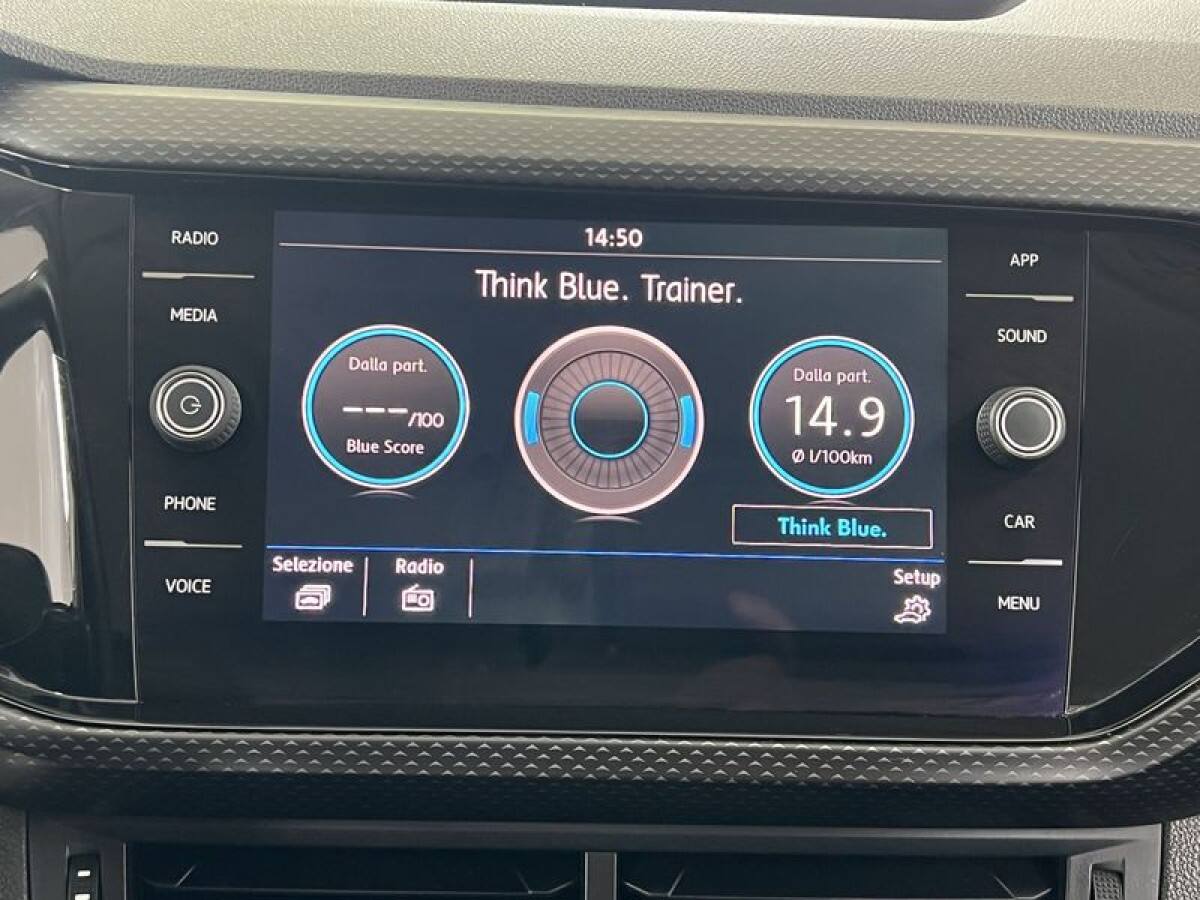 RADIO
MEDIA
PHONE
VOICE
14:50
Think Blue. Trainer.
Dalla part.
---/100
Blue Score
Dalla part.
14.9
Ø l/100km
Think Blue.
Selezione
Radio
Setup
APP
SOUND
CAR
MENU